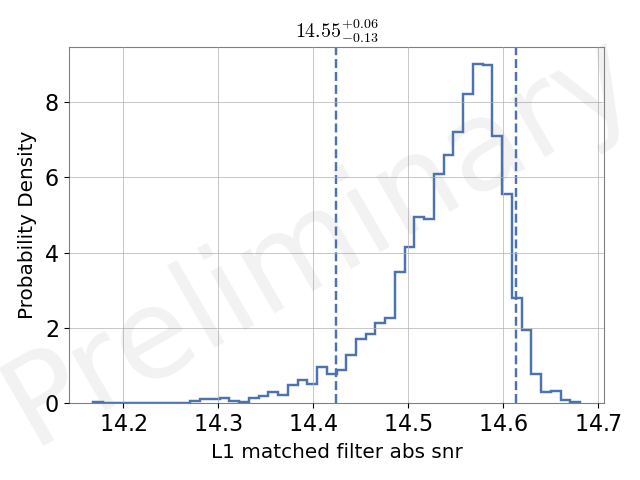 14.55+0.06−0.13
Probability Density
8
6
4
2
0
14.2 14.3 14.4 14.5 14.6 14.7
L1 matched filter abs snr
Preliminary